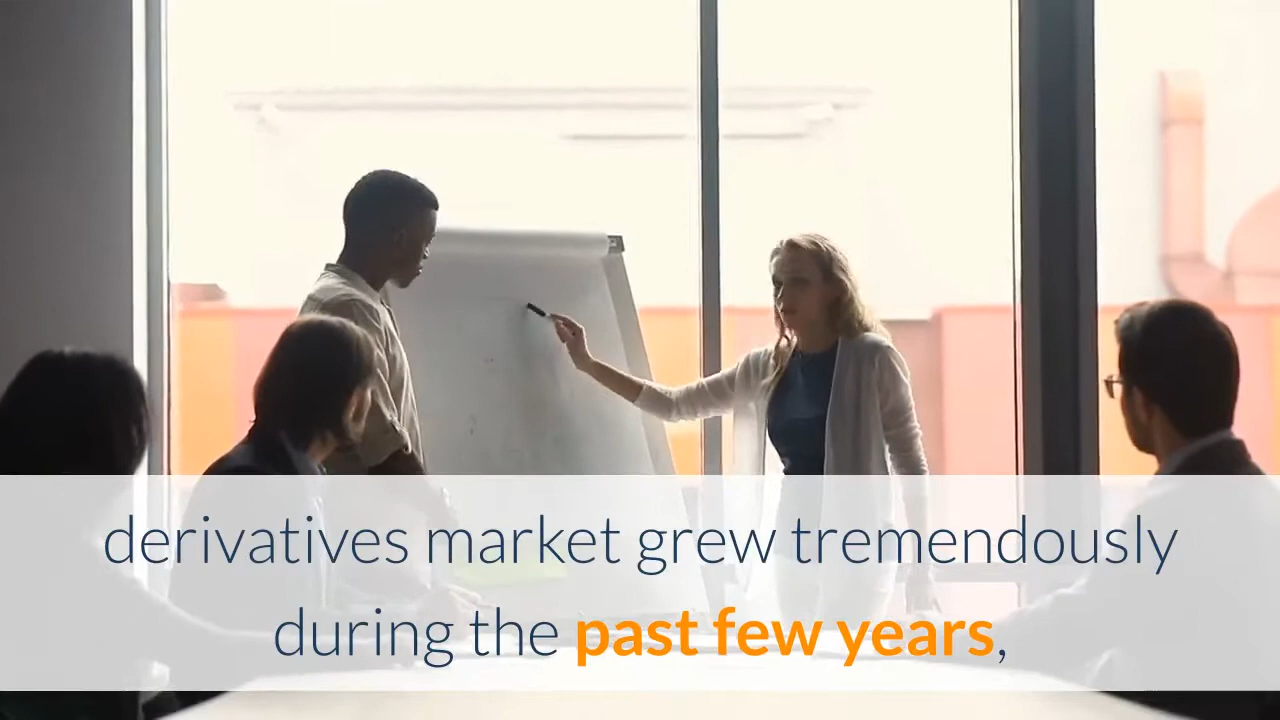 derivatives market grew tremendously
during the past few years,